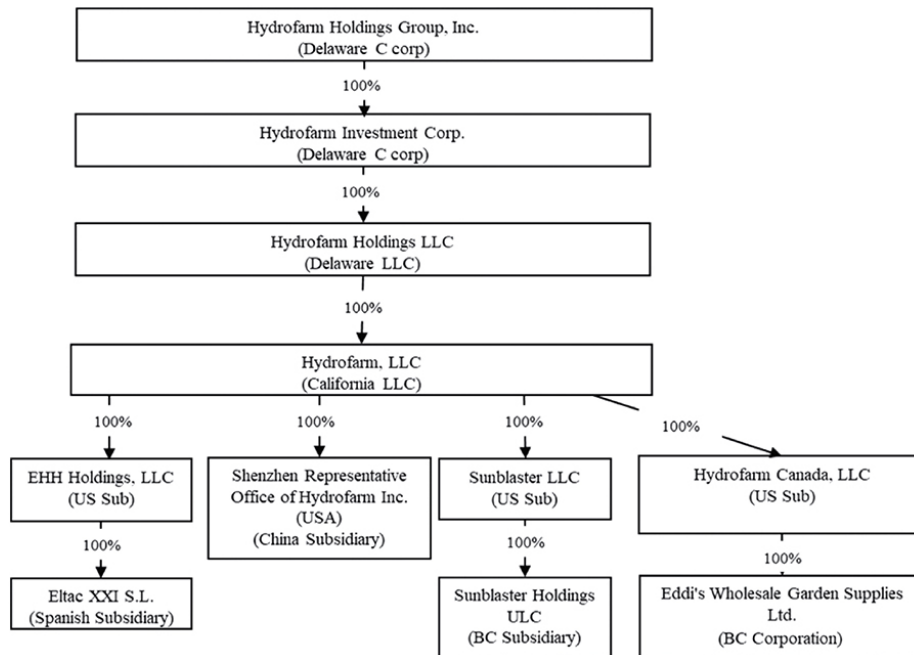 Hydrofarm Holdings Group, Inc.
(Delaware C corp)
100%
Hydrofarm Investment Corp.
(Delaware C corp)
100%
Hydrofarm Holdings LLC
(Delaware LLC)
100%
Hydrofarm, LLC
(California LLC)
100%
100%
100%
100%
EHH Holdings, LLC
(US Sub)
Shenzhen Representative
Office of Hydrofarm Inc.
(USA)
(China Subsidiary)
Sunblaster LLC
(US Sub)
Hydrofarm Canada, LLC
(US Sub)
100%
100%
100%
Eltac XXI S.L.
(Spanish Subsidiary)
Sunblaster Holdings
ULC
(BC Subsidiary)
Eddi's Wholesale Garden Supplies
Ltd.
(BC Corporation)